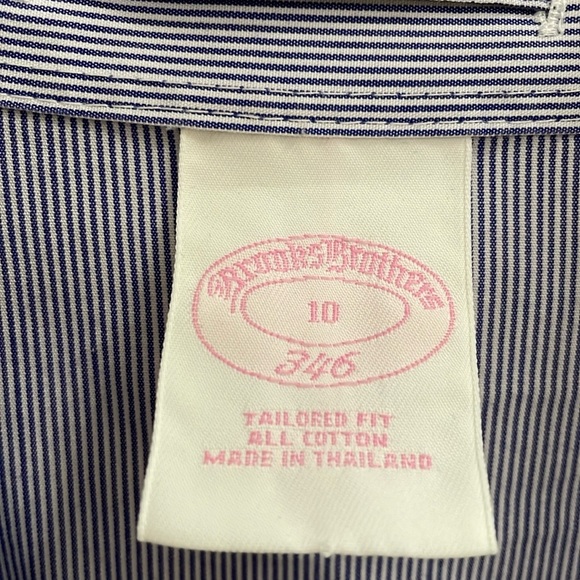 Brooks Brothers
10
346
TAILORED FIT
ALL COTTON
MADE IN THAILAND